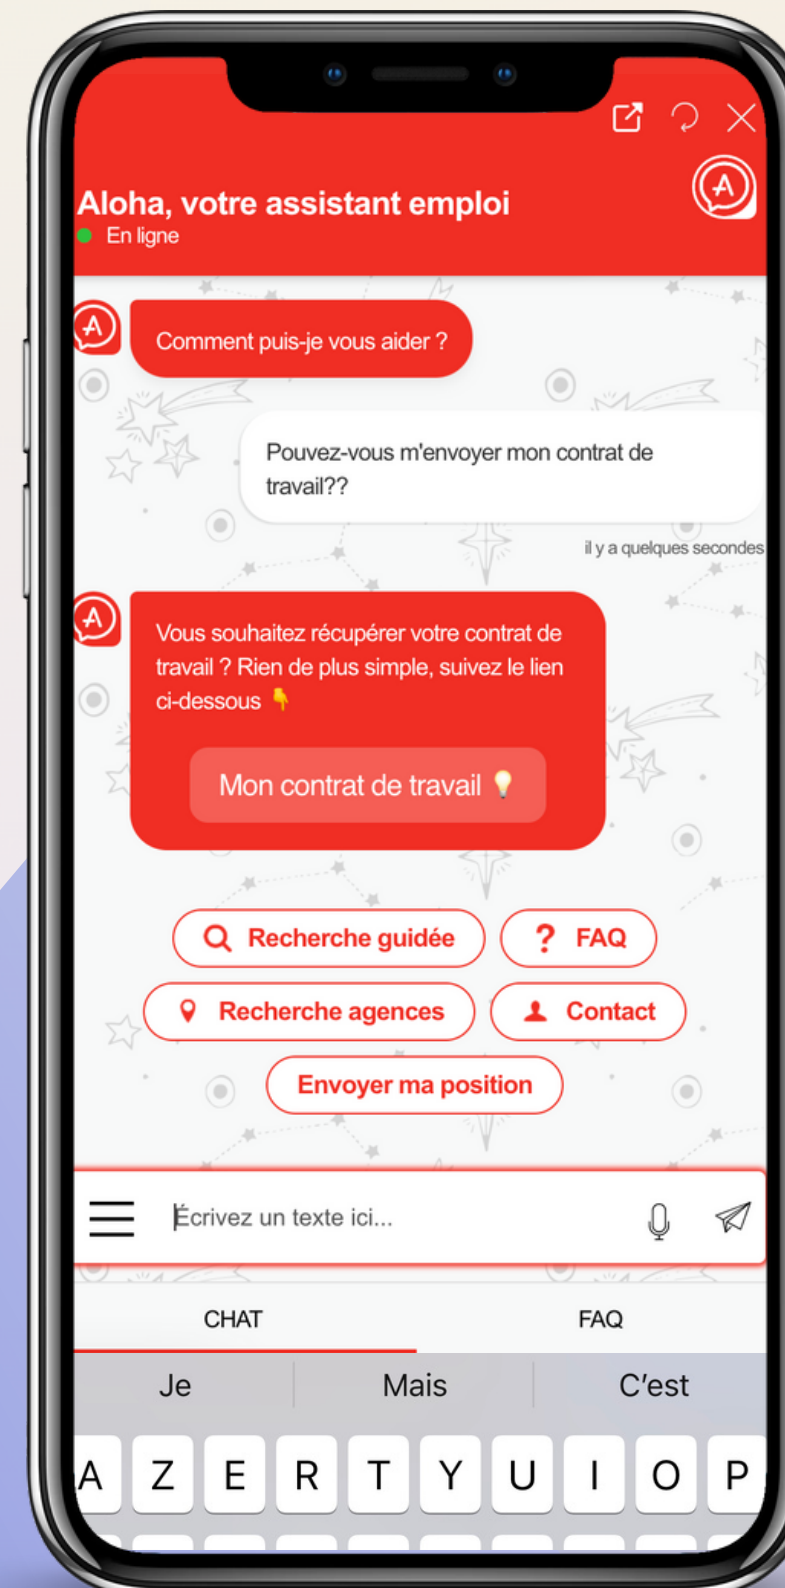 Aloha, votre assistant emploi
En ligne
Comment puis-je vous aider ?
Pouvez-vous m'envoyer mon contrat de
travail??
il y a quelques secondes
Vous souhaitez récupérer votre contrat de
travail ? Rien de plus simple, suivez le lien
ci-dessous 👇
Mon contrat de travail 💡
Recherche guidée
? FAQ
Recherche agences
Contact
Envoyer ma position
Écrivez un texte ici...
CHAT FAQ
Je Mais C'est
A Z E R T Y U I O P